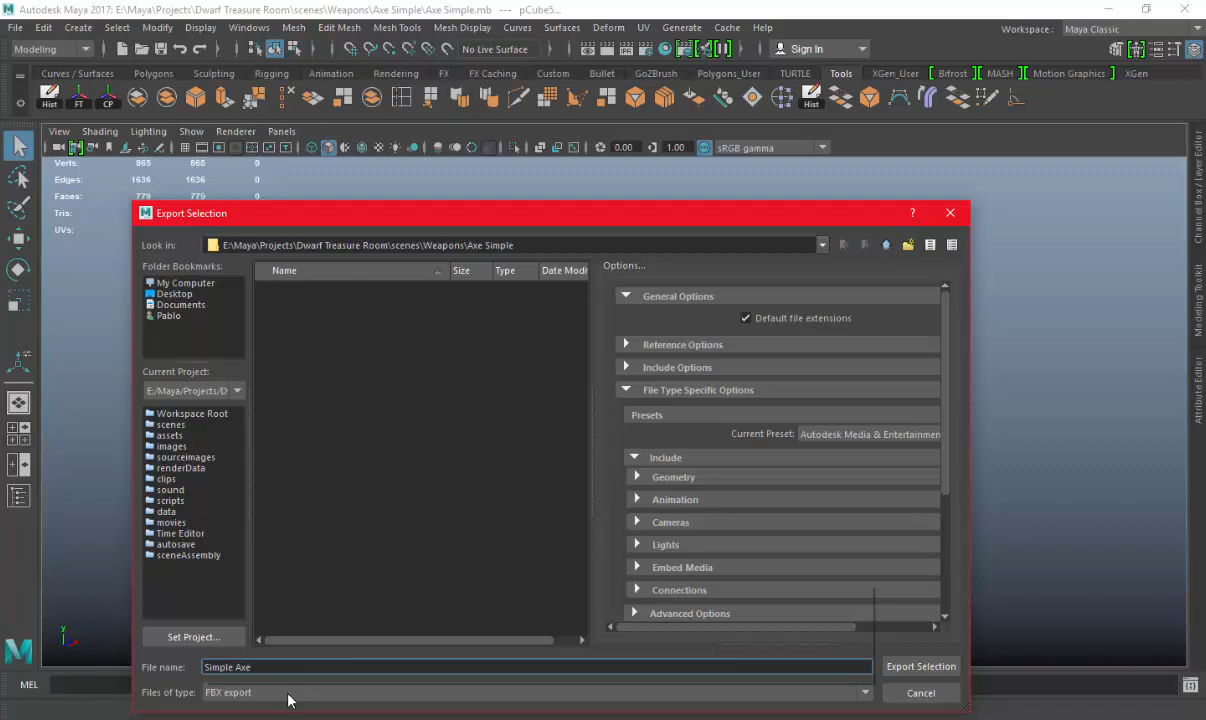 Autodesk Maya 2017: E:\Maya\Projects\Dwarf Treasure Room\scenes\Weapons\Axe Simple\Axe Simple.mb --- pCube5...
File Edit Create Select Modify Display Windows Mesh Edit Mesh Mesh Tools Mesh Display Curves Surfaces Deform UV Generate Cache Help
Workspace : Maya Classic
Modeling No Live Surface Sign In
Curves / Surfaces Polygons Sculpting Rigging Animation Rendering FX FX Caching Custom Bullet GoZBrush Polygons_User TURTLE Tools XGen_User Bifrost MASH Motion Graphics XGen
Hist FT CP Hist
View Shading Lighting Show Renderer Panels
0.00 1.00 sRGB gamma
Verts: 865 865 0
Edges: 1636 1636 0
Faces: 779 779 0
Tris:
UVs:
Export Selection
Look in: E:\Maya\Projects\Dwarf Treasure Room\scenes\Weapons\Axe Simple
Folder Bookmarks:
My Computer
Desktop
Documents
Pablo
Current Project:
E:/Maya/Projects/D
Workspace Root
scenes
assets
images
sourceimages
renderData
clips
sound
scripts
data
movies
Time Editor
autosave
sceneAssembly
Set Project...
Name Size Type Date Modi
Options...
General Options
Default file extensions
Reference Options
Include Options
File Type Specific Options
Presets
Current Preset: Autodesk Media & Entertainmen
Include
Geometry
Animation
Cameras
Lights
Embed Media
Connections
Advanced Options
File name: Simple Axe Export Selection
Files of type: FBX export Cancel
MEL
Channel Box / Layer Editor
Modeling Toolkit
Attribute Editor
y
z